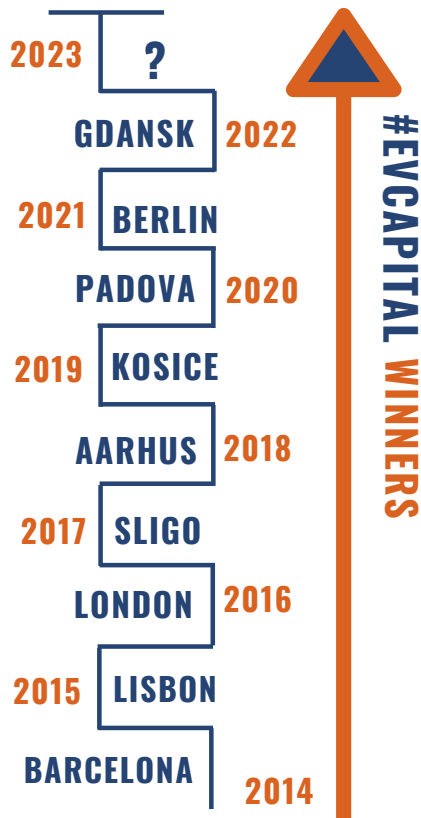 2023
?
GDANSK 2022
2021 BERLIN
PADOVA 2020
2019 KOSICE
AARHUS 2018
2017 SLIGO
LONDON 2016
2015 LISBON
BARCELONA 2014
#EVCAPITAL WINNERS